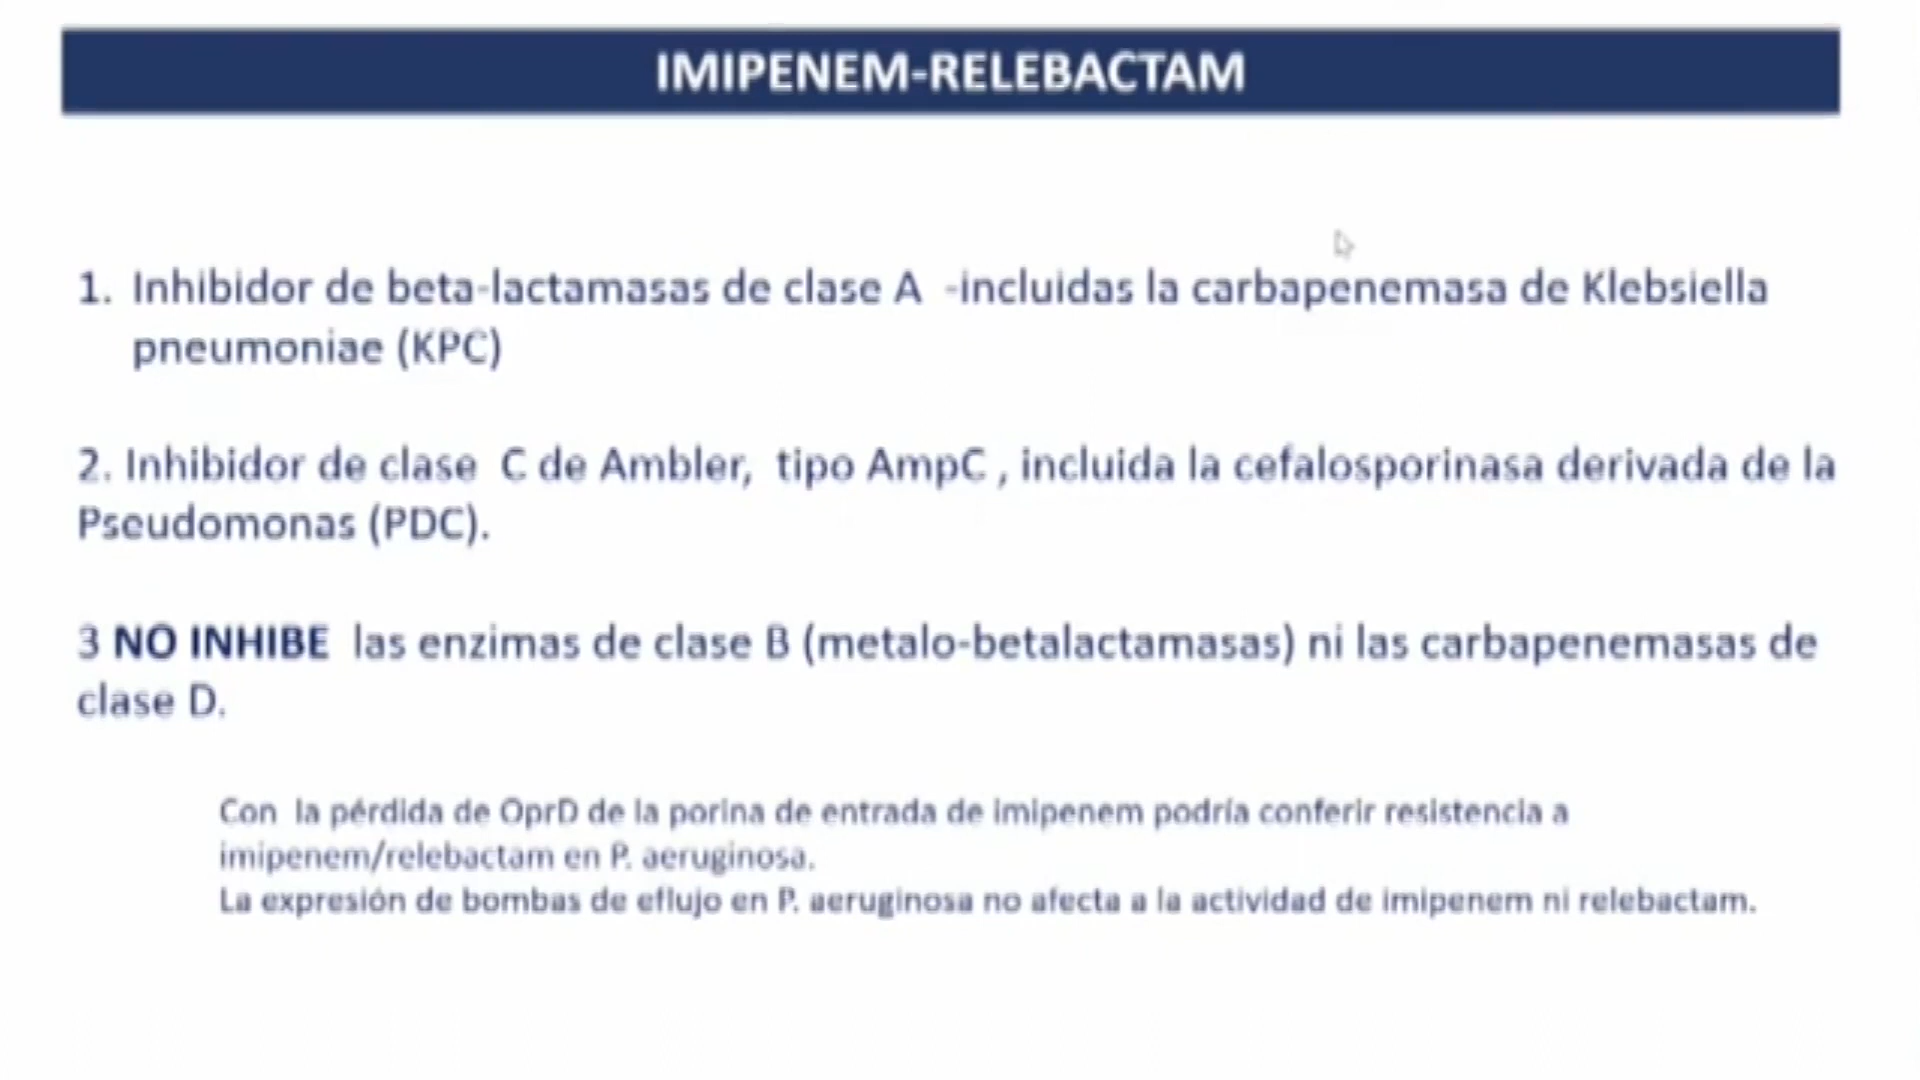 IMIPENEM-RELEBACTAM
1. Inhibidor de beta-lactamasas de clase A -incluidas la carbapenemasa de Klebsiella
pneumoniae (KPC)
2. Inhibidor de clase C de Ambler, tipo AmpC , incluida la cefalosporinasa derivada de la
Pseudomonas (PDC).
3 NO INHIBE las enzimas de clase B (metalo-betalactamasas) ni las carbapenemasas de
clase D.
Con la pérdida de OprD de la porina de entrada de imipenem podría conferir resistencia a
imipenem/relebactam en P. aeruginosa.
La expresión de bombas de eflujo en P. aeruginosa no afecta a la actividad de imipenem ni relebactam.